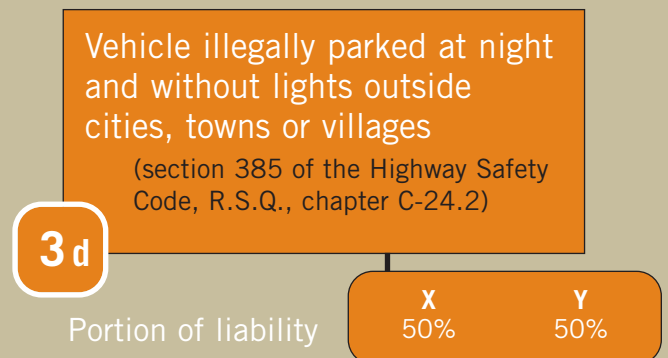 Vehicle illegally parked at night
and without lights outside
cities, towns or villages
(section 385 of the Highway Safety
Code, R.S.Q., chapter C-24.2)
3 d
X Y
Portion of liability 50% 50%